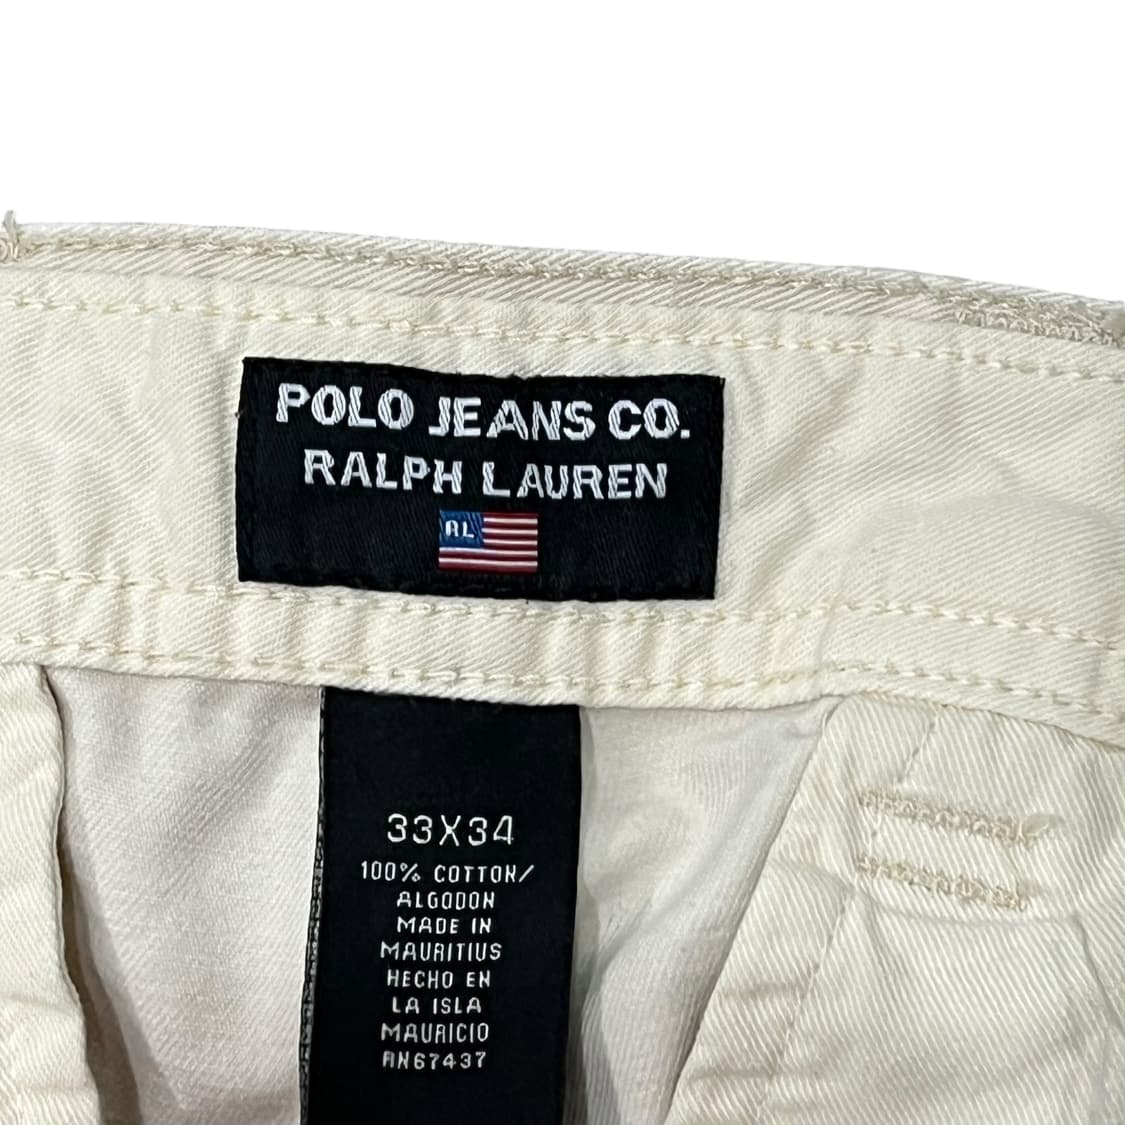 POLO JEANS CO.
RALPH LAUREN
RL
33X34
100% COTTON/
ALGODON
MADE IN
MAURITIUS
HECHO EN
LA ISLA
MAURICIO
RN67437